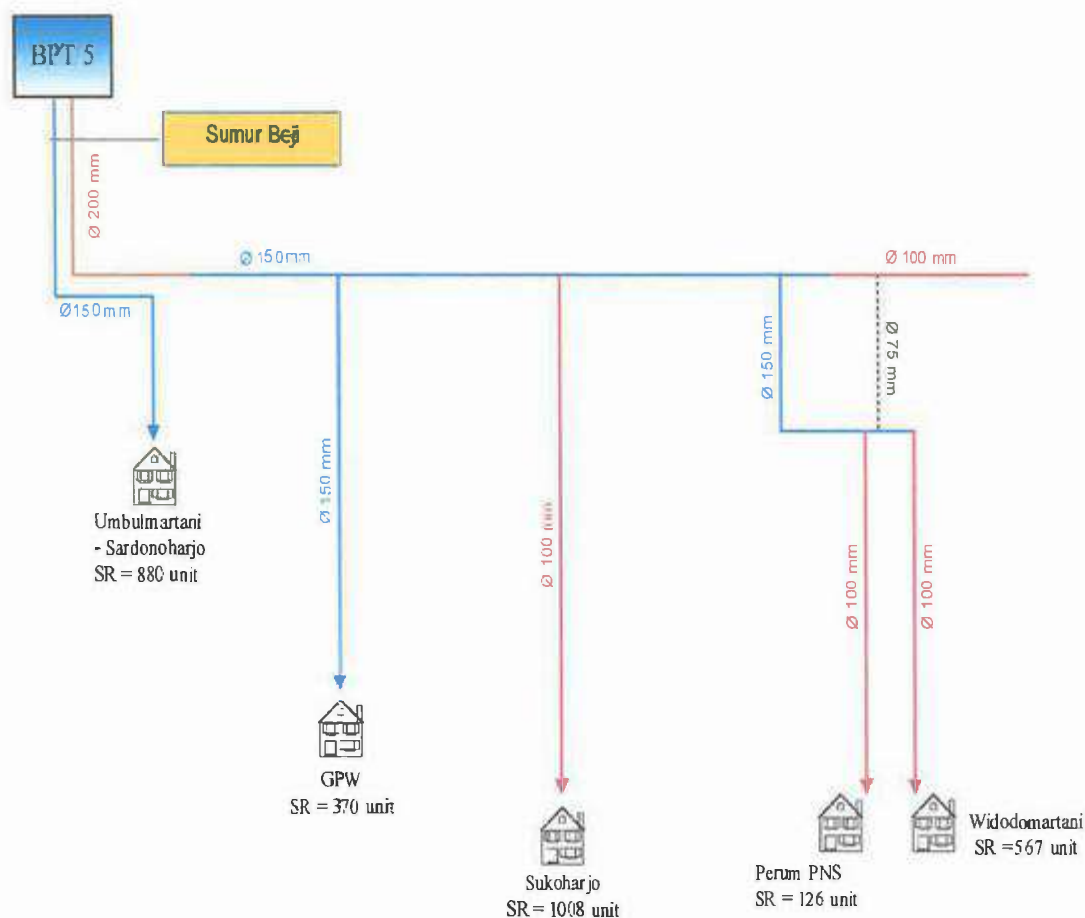 BPT 5
Sumur Beji
Ø 200 mm
Ø 150mm
Ø 100 mm
Ø150mm
Ø 150 mm
Ø 75 mm
Ø 150 mm
Ø 100 mm
Ø 100 mm
Ø 100 mm
Umbulmartani
- Sardonoharjo
SR = 880 unit
GPW
SR = 370 unit
Sukoharjo
SR = 1008 unit
Perum PNS
SR = 126 unit
Widodomartani
SR =567 unit